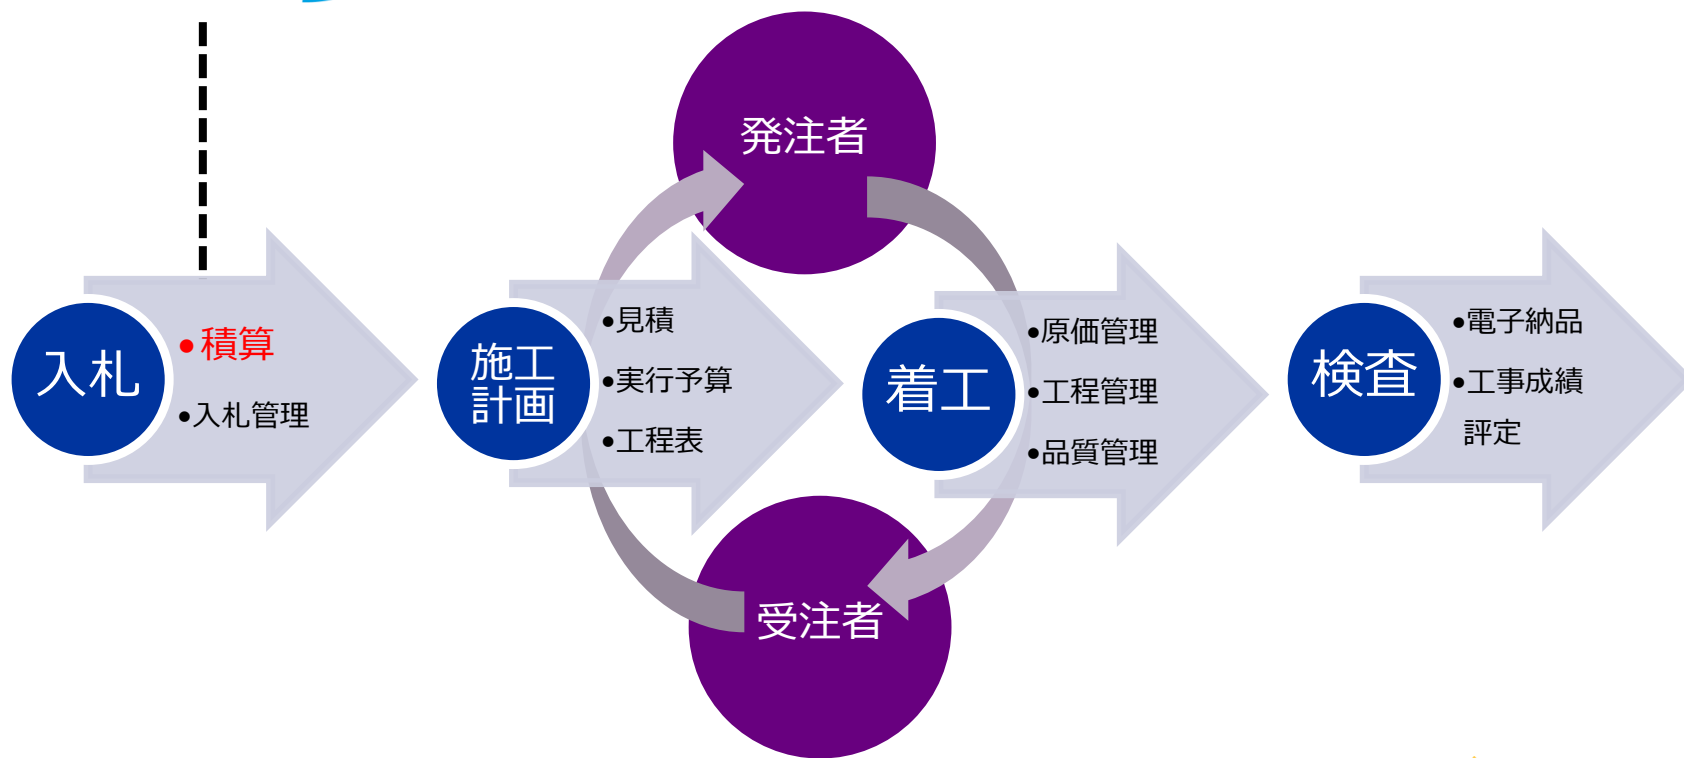 発注者
入札
•積算
•入札管理
施工
計画
•見積
•実行予算
•工程表
着工
•原価管理
•工程管理
•品質管理
検査
•電子納品
•工事成績
評定
受注者